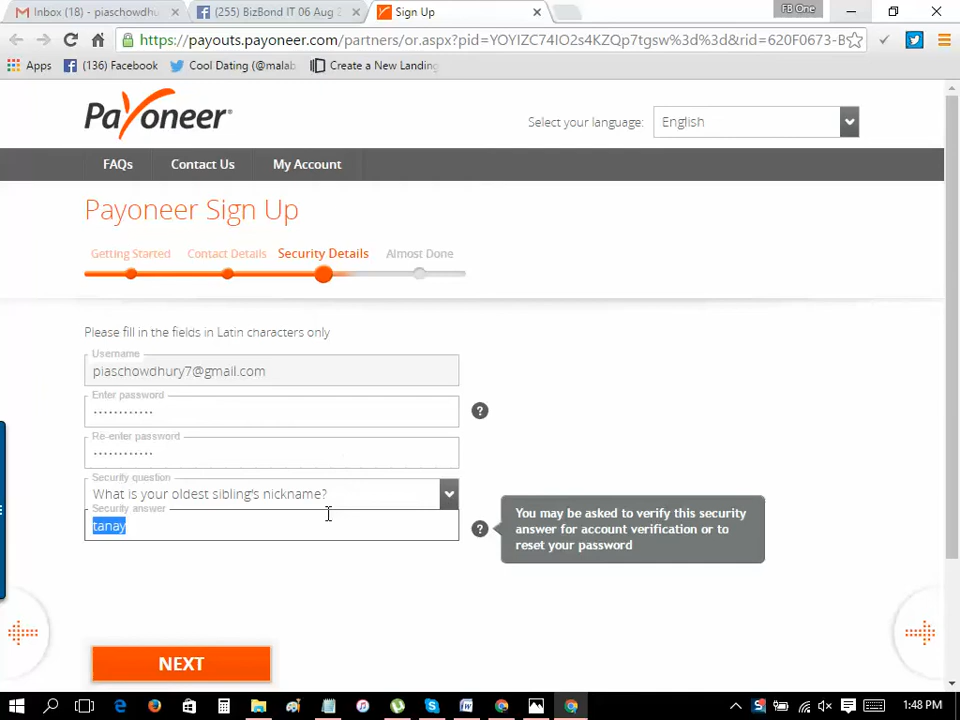 Inbox (18) - piaschowdhu
(255) BizBond IT 06 Aug
Sign Up
FB One
https://payouts.payoneer.com/partners/or.aspx?pid=YOYIZC74IO2s4KZQp7tgsw%3d%3d&rid=620F0673-B
Apps
(136) Facebook
Cool Dating (@malab
Create a New Landing
Payoneer
Select your language:
English
FAQs
Contact Us
My Account
Payoneer Sign Up
Getting Started
Contact Details
Security Details
Almost Done
Please fill in the fields in Latin characters only
Username
piaschowdhury7@gmail.com
Enter password
············
?
Re-enter password
············
Security question
What is your oldest sibling's nickname?
Security answer
tanay
?
You may be asked to verify this security
answer for account verification or to
reset your password
NEXT
1:48 PM